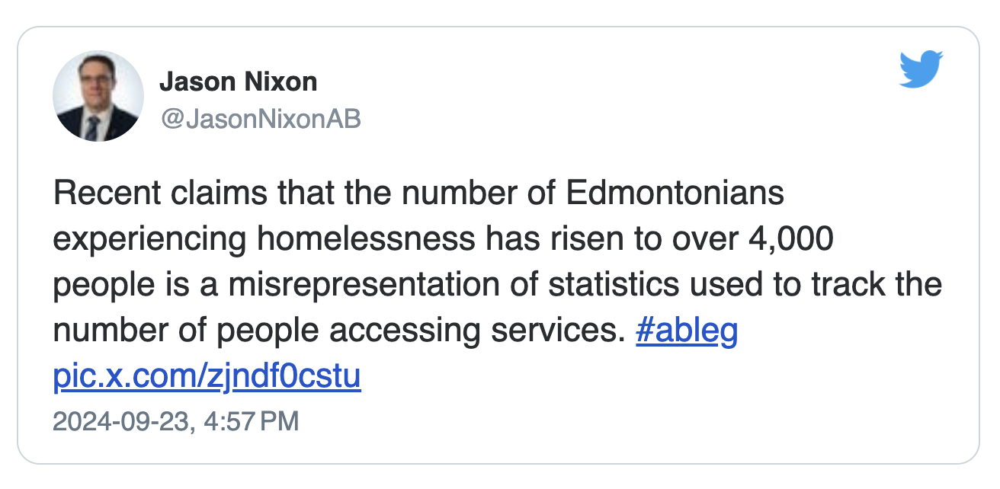 Jason Nixon
@JasonNixonAB
Recent claims that the number of Edmontonians
experiencing homelessness has risen to over 4,000
people is a misrepresentation of statistics used to track the
number of people accessing services. #ableg
pic.x.com/zjndf0cstu
2024-09-23, 4:57 PM